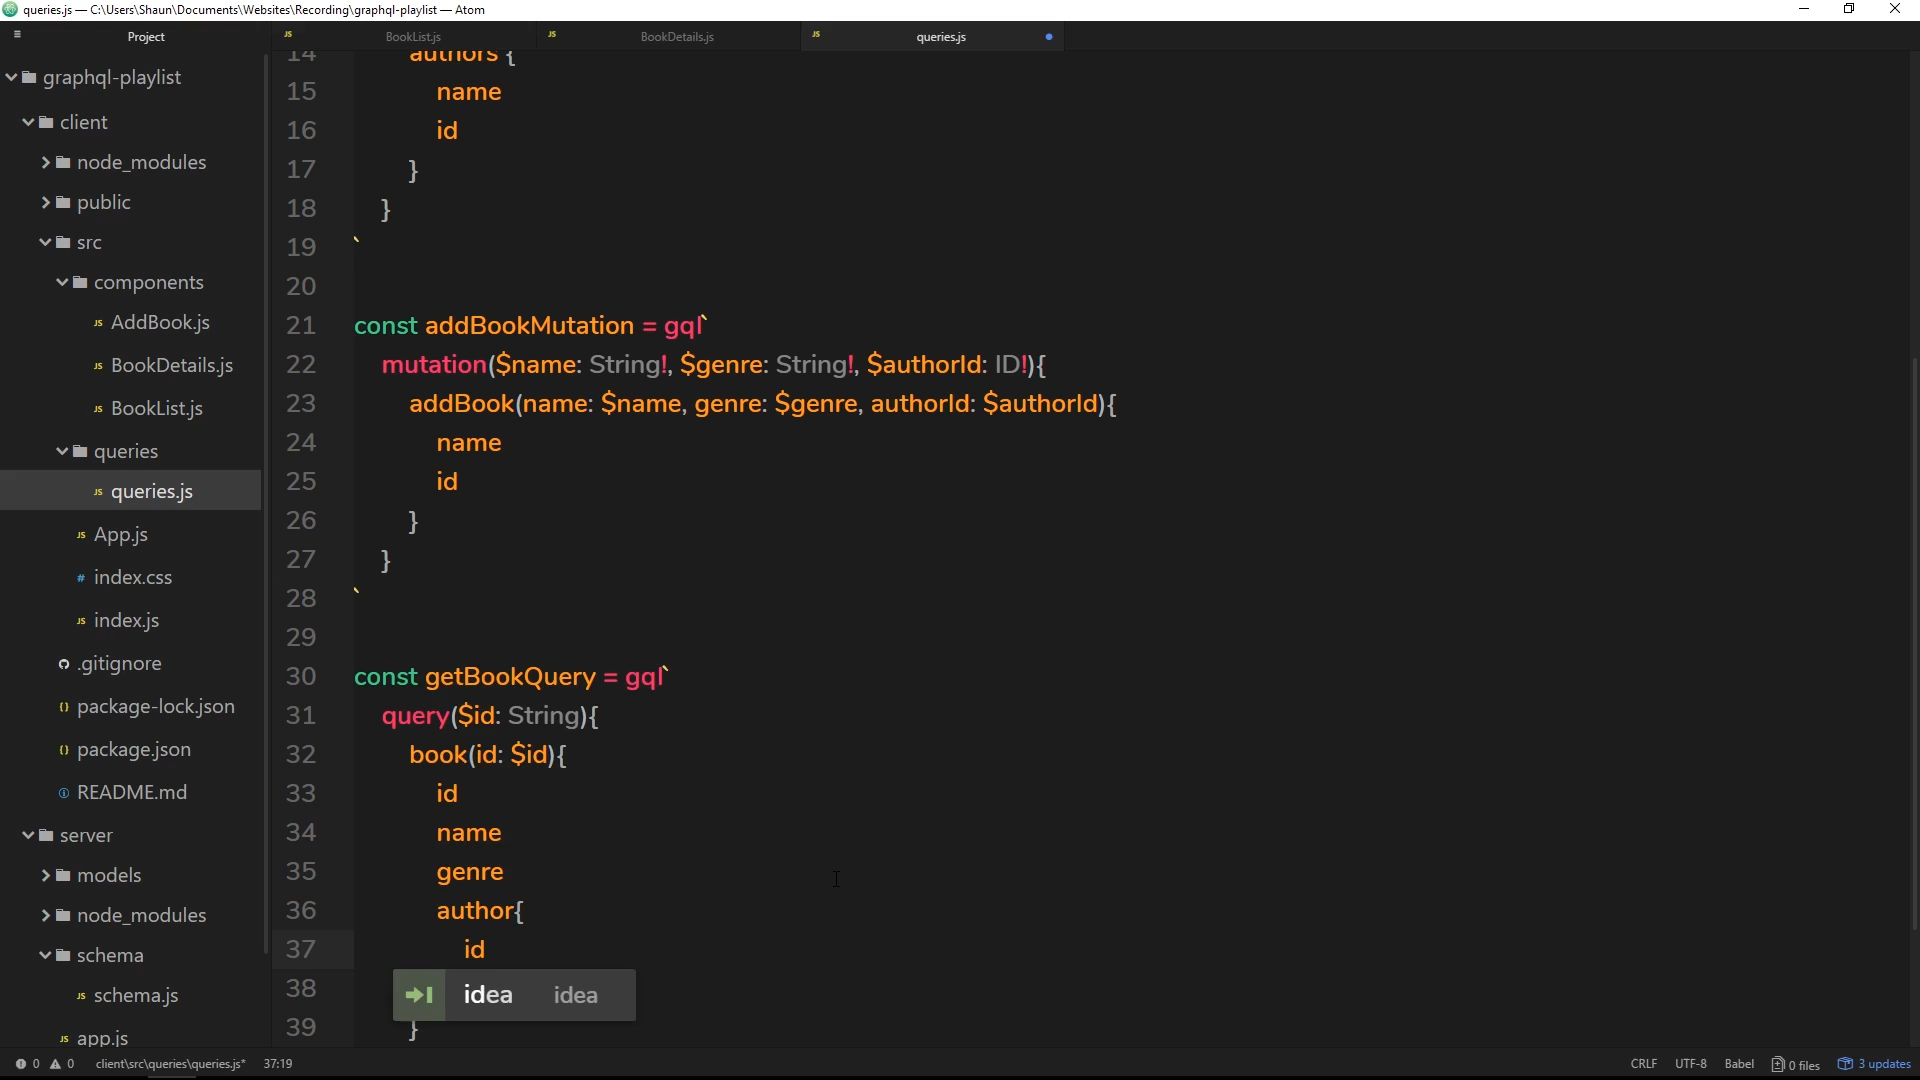 queries.js — C:\Users\Shaun\Documents\Websites\Recording\graphql-playlist — Atom
Project
BookList.js
BookDetails.js
queries.js
graphql-playlist
client
node_modules
public
src
components
AddBook.js
BookDetails.js
BookList.js
queries
queries.js
App.js
index.css
index.js
.gitignore
package-lock.json
package.json
README.md
server
models
node_modules
schema
schema.js
app.js
14 authors {
15 name
16 id
17 }
18 }
19 `
20
21 const addBookMutation = gql`
22 mutation($name: String!, $genre: String!, $authorId: ID!){
23 addBook(name: $name, genre: $genre, authorId: $authorId){
24 name
25 id
26 }
27 }
28 `
29
30 const getBookQuery = gql`
31 query($id: String){
32 book(id: $id){
33 id
34 name
35 genre
36 author{
37 id
38
idea idea
39 }
0 0 client\src\queries\queries.js* 37:19 CRLF UTF-8 Babel 0 files 3 updates